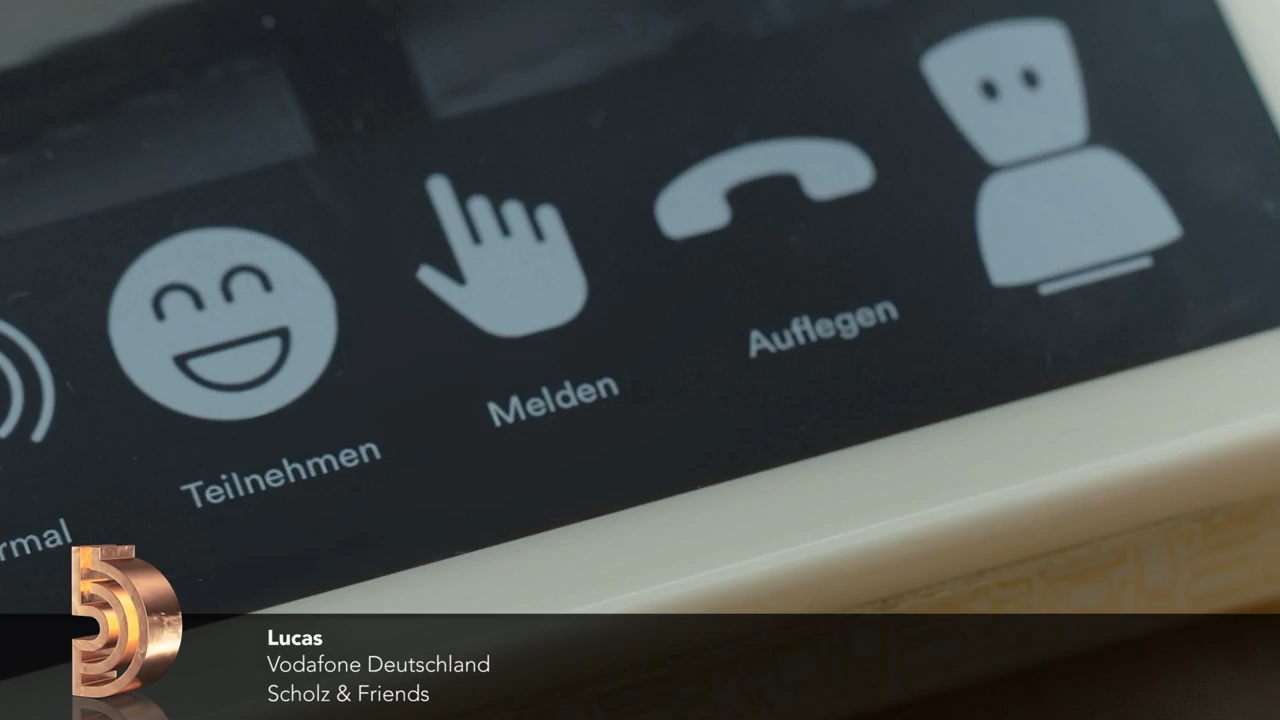 Teilnehmen
Melden
Auflegen
rmal
Lucas
Vodafone Deutschland
Scholz & Friends